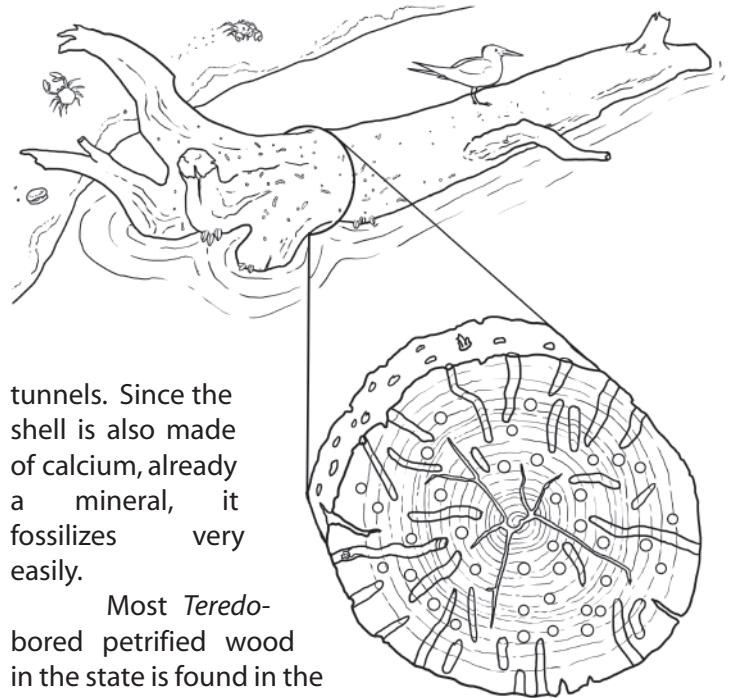 tunnels. Since the
shell is also made
of calcium, already
a mineral, it
fossilizes very
easily.
Most Teredo-
bored petrified wood
in the state is found in the